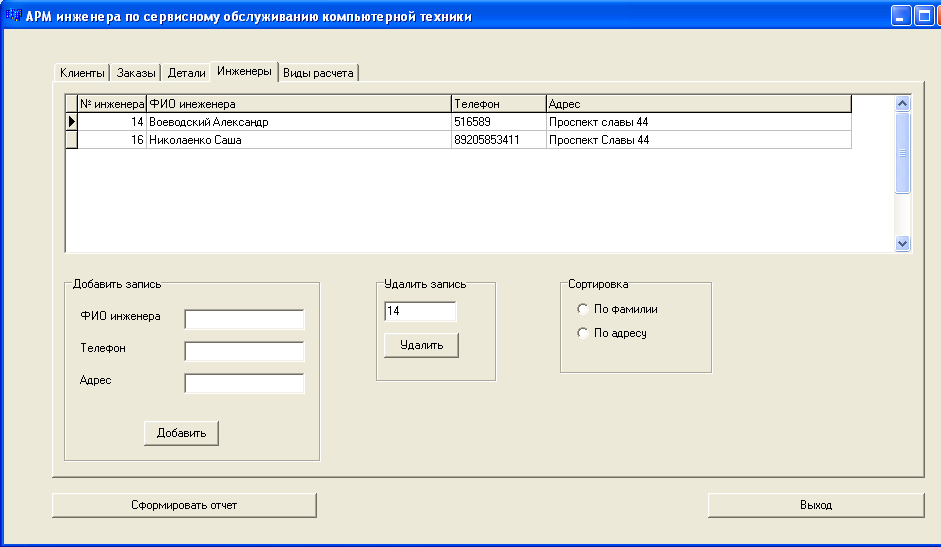 АРМ инженера по сервисному обслуживанию компьютерной техники
Клиенты Заказы Детали Инженеры Виды расчета
№ инженера ФИО инеженера Телефон Адрес
14 Воеводский Александр 516589 Проспект славы 44
16 Николаенко Саша 89205853411 Проспект Славы 44
Добавить запись Удалить запись Сортировка
ФИО инженера 14 По фамилии
Телефон Удалить По адресу
Адрес
Добавить
Сформировать отчет Выход